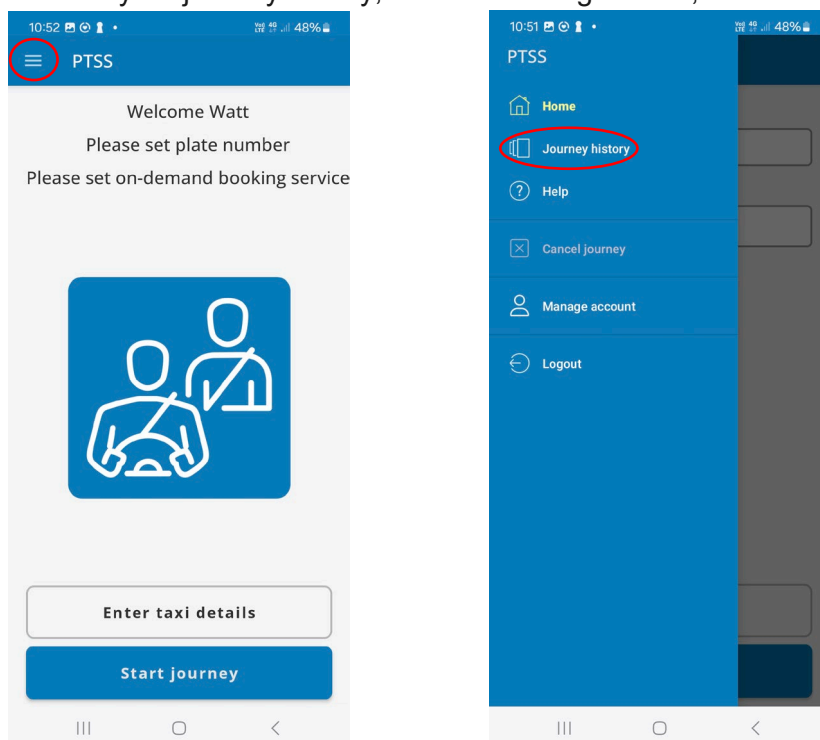 10:52 48%
PTSS
Welcome Watt
Please set plate number
Please set on-demand booking service
Enter taxi details
Start journey
10:51 48%
PTSS
Home
Journey history
Help
Cancel journey
Manage account
Logout